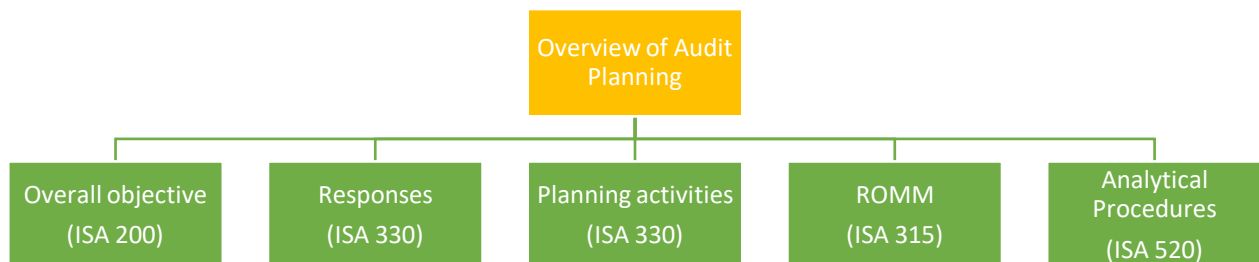 Overview of Audit
Planning
Overall objective
(ISA 200)
Responses
(ISA 330)
Planning activities
(ISA 330)
ROMM
(ISA 315)
Analytical
Procedures
(ISA 520)